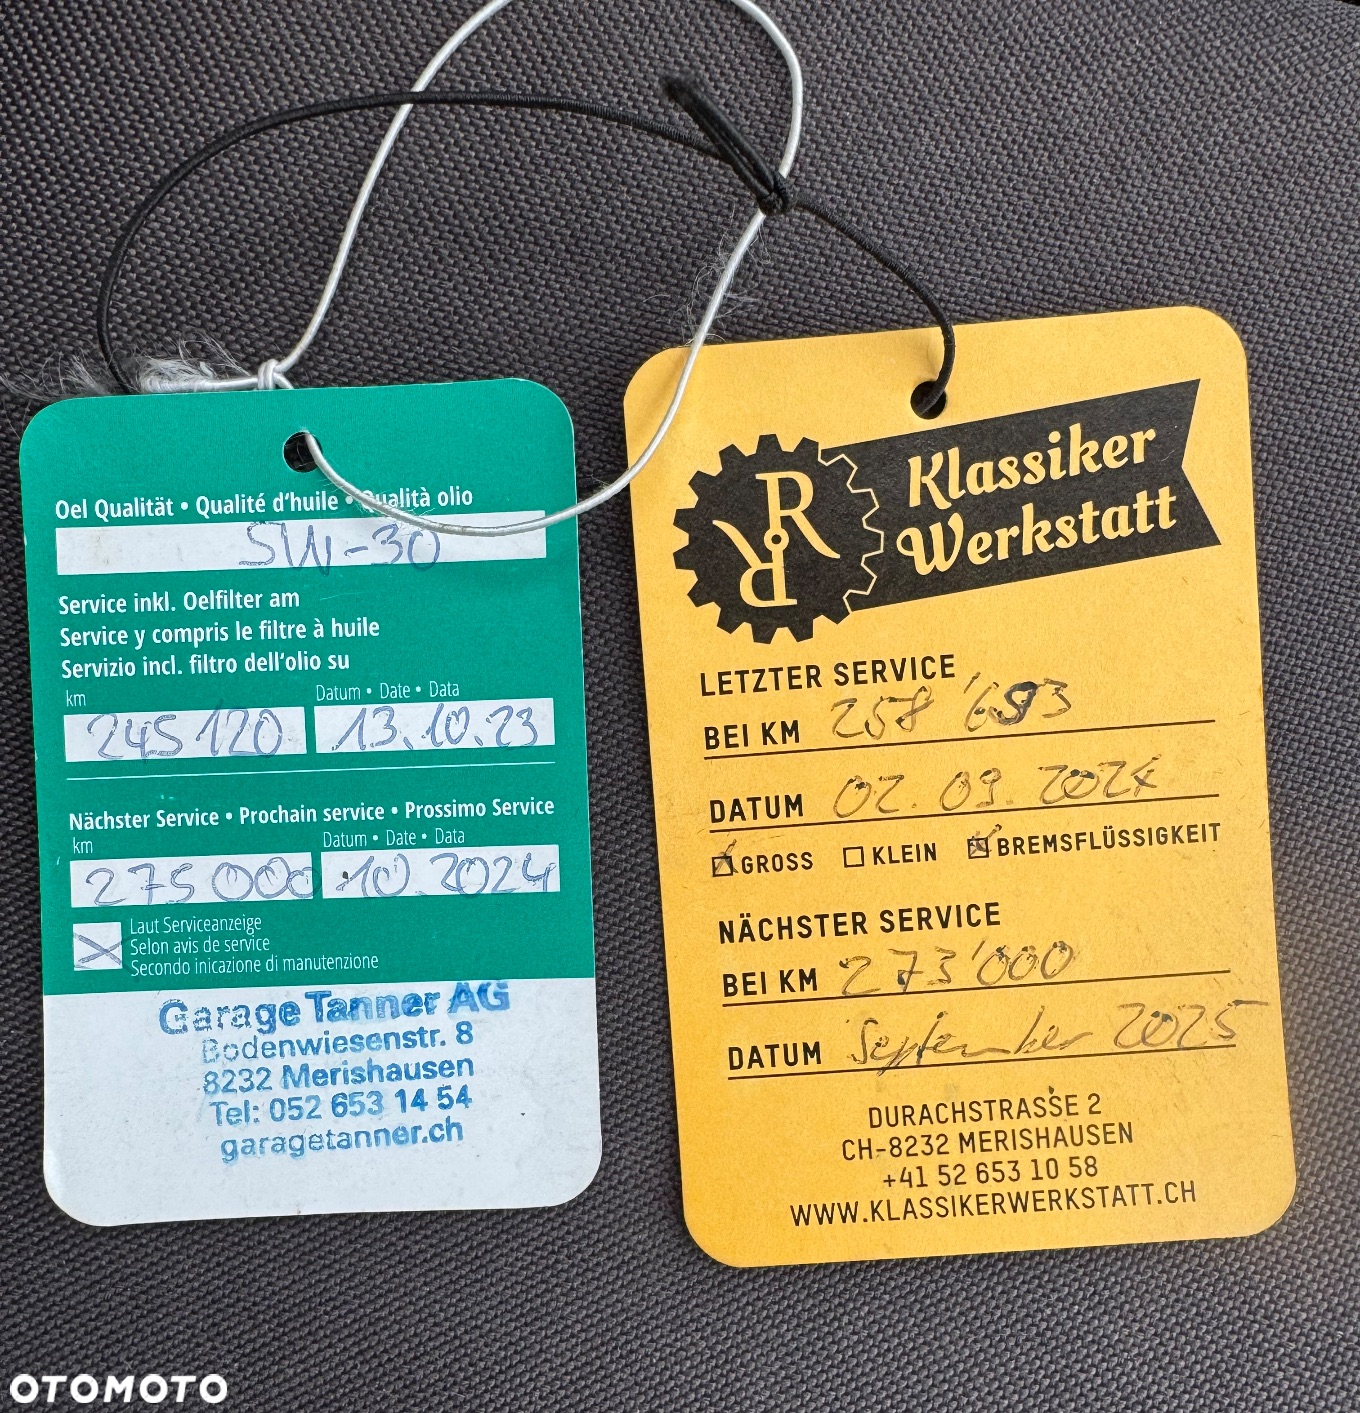 Oel Qualität • Qualité d'huile • Qualità olio
5W-30
Service inkl. Oelfilter am
Service y compris le filtre à huile
Servizio incl. filtro dell'olio su
km
Datum • Date • Data
245 120
13.10.23
Nächster Service • Prochain service • Prossimo Service
km
Datum • Date • Data
275 000
10.2024
Laut Serviceanzeige
Selon avis de service
Secondo inicazione di manutenzione
Garage Tanner AG
Bodenwiesenstr. 8
8232 Merishausen
Tel: 052 653 14 54
garagetanner.ch
R R
Klassiker
Werkstatt
LETZTER SERVICE
BEI KM 258'693
DATUM 02.09.2024
GROSS KLEIN BREMSFLÜSSIGKEIT
NÄCHSTER SERVICE
BEI KM 273'000
DATUM September 2025
DURACHSTRASSE 2
CH-8232 MERISHAUSEN
+41 52 653 10 58
WWW.KLASSIKERWERKSTATT.CH
OTOMOTO